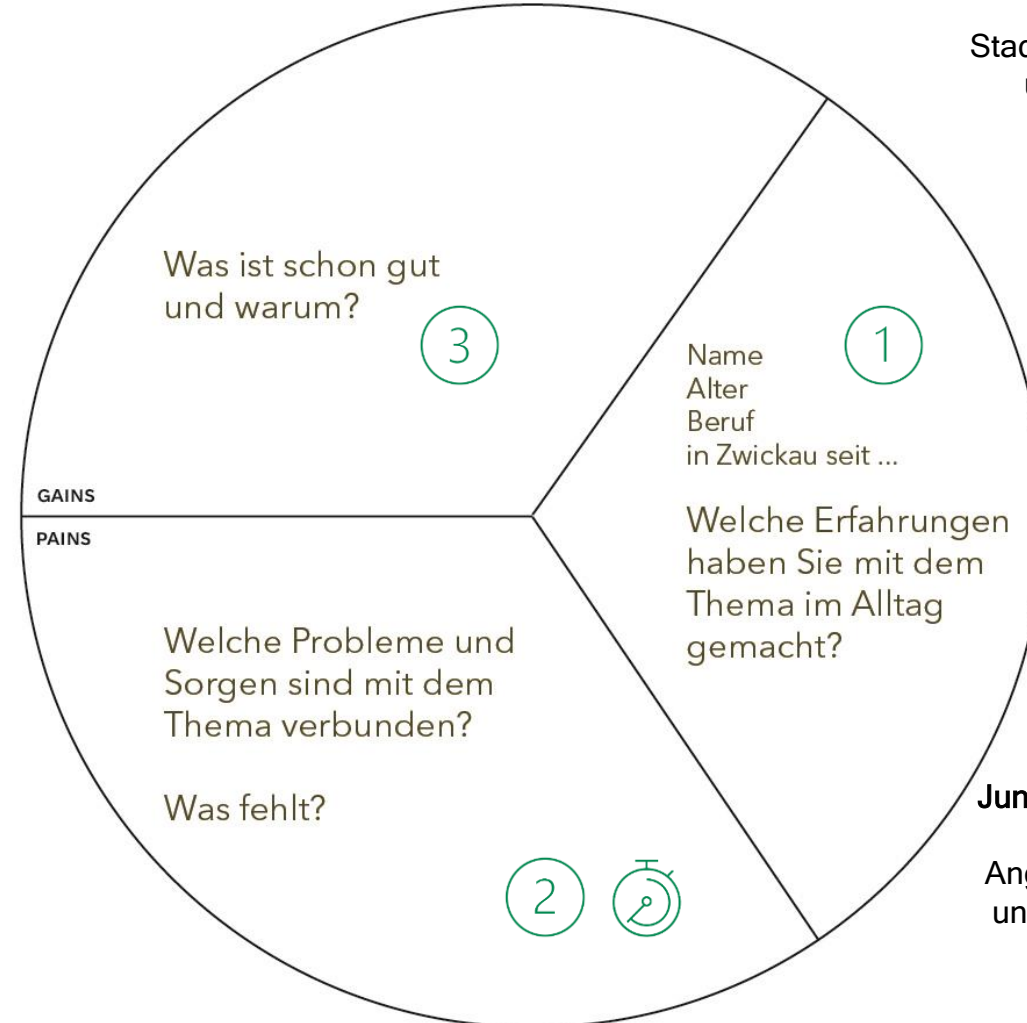 Was ist schon gut
und warum?
3
GAINS
PAINS
Name
Alter
Beruf
in Zwickau seit ...
1
Welche Erfahrungen
haben Sie mit dem
Thema im Alltag
gemacht?
Welche Probleme und
Sorgen sind mit dem
Thema verbunden?
Was fehlt?
2